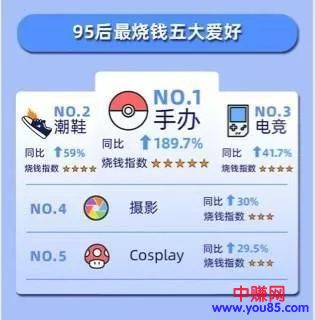 95后最烧钱五大爱好
NO.1
手办
同比 189.7%
烧钱指数 ★★★★★
NO.2
潮鞋
同比 59%
烧钱指数 ★★★★★
NO.3
电竞
同比 41.7%
烧钱指数 ★★★★
NO.4 摄影 同比 30%
烧钱指数 ★★★
NO.5 Cosplay 同比 29.5%
烧钱指数 ★★★
中赚网
www.you85.com